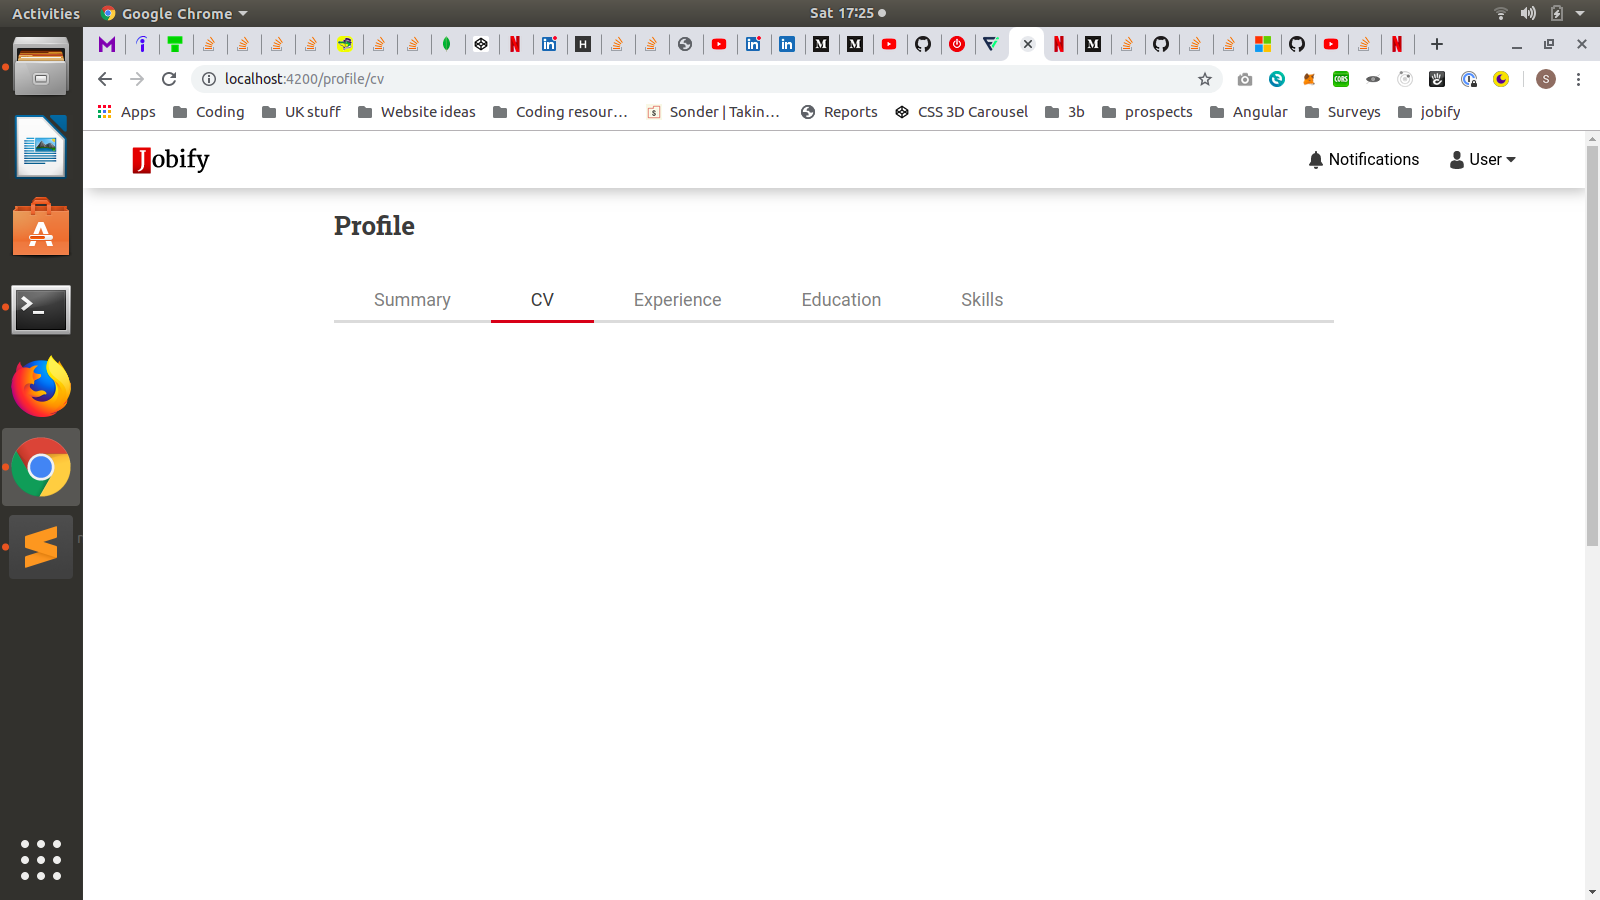 Activities Google Chrome Sat 17:25
localhost:4200/profile/cv S
Apps Coding UK stuff Website ideas Coding resour... Sonder | Takin... Reports CSS 3D Carousel 3b prospects Angular Surveys jobify
Jobify Notifications User
Profile
Summary CV Experience Education Skills